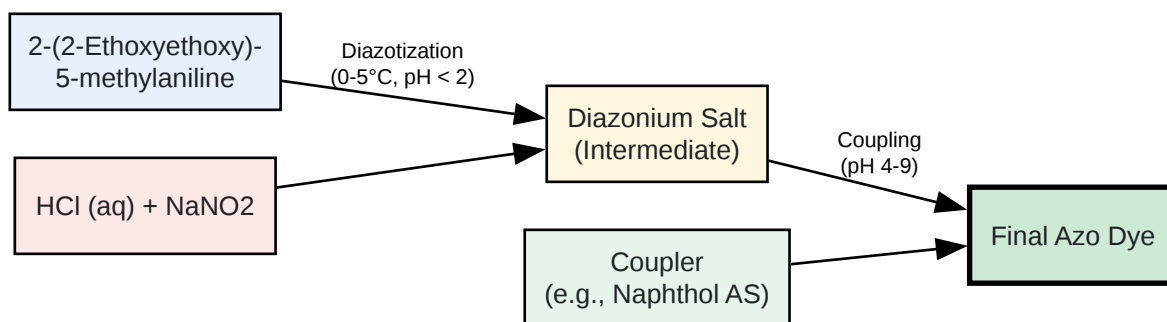 2-(2-Ethoxyethoxy)-
5-methylaniline
Diazotization
(0-5°C, pH < 2)
HCl (aq) + NaNO2
Diazonium Salt
(Intermediate)
Coupling
(pH 4-9)
Coupler
(e.g., Naphthol AS)
Final Azo Dye